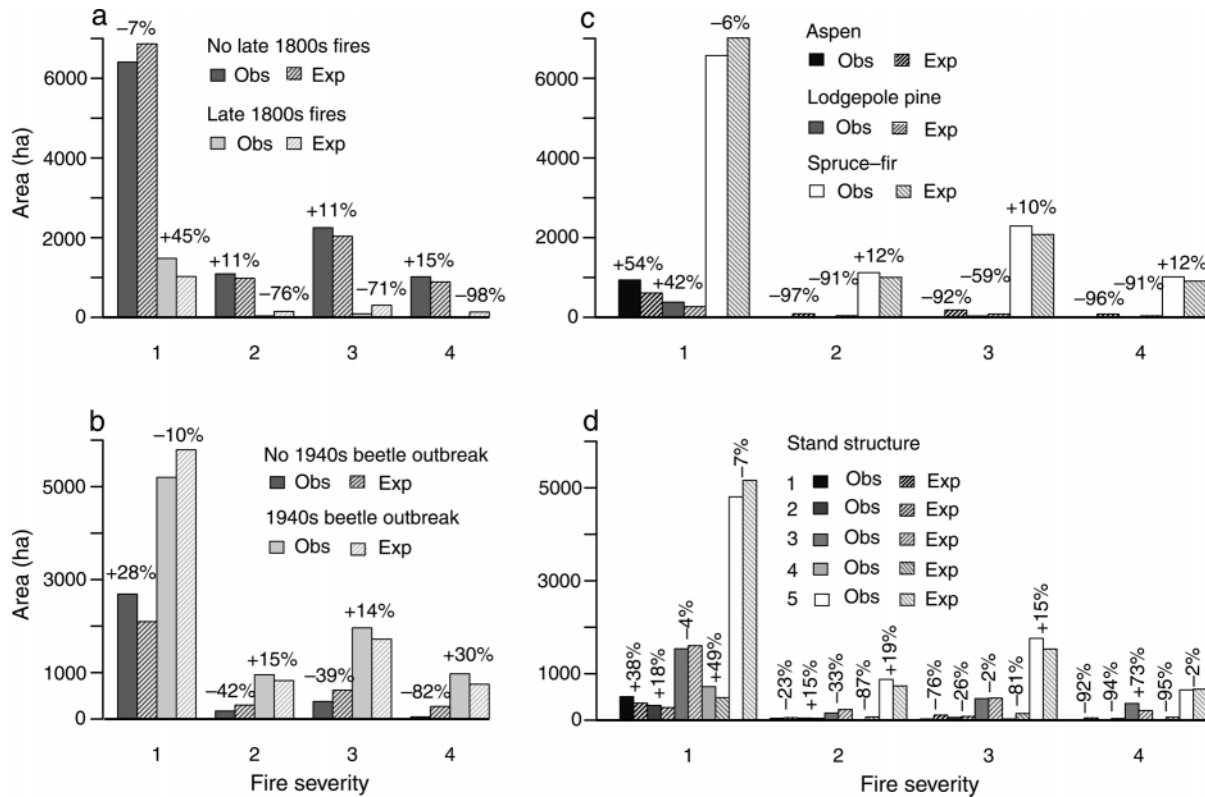 a
−7%
No late 1800s fires
Obs Exp
Late 1800s fires
Obs Exp
Area (ha)
6000
4000
2000
0
+45%
+11%
−76%
+11%
−71%
+15%
−98%
1 2 3 4
c
−6%
Aspen
Obs Exp
Lodgepole pine
Obs Exp
Spruce–fir
Obs Exp
6000
4000
2000
0
+54%
+42%
−97%
−91%
+12%
−92%
−59%
+10%
−96%
−91%
+12%
1 2 3 4
b
−10%
No 1940s beetle outbreak
Obs Exp
1940s beetle outbreak
Obs Exp
Area (ha)
5000
3000
1000
0
+28%
−42%
+15%
−39%
+14%
−82%
+30%
1 2 3 4
Fire severity
d
Stand structure
1 Obs Exp
2 Obs Exp
3 Obs Exp
4 Obs Exp
5 Obs Exp
5000
3000
1000
0
+38%
+18%
−4%
+49%
−7%
−23%
+15%
−33%
−87%
+19%
−76%
−26%
−2%
−81%
+15%
−92%
−94%
+73%
−95%
−2%
1 2 3 4
Fire severity